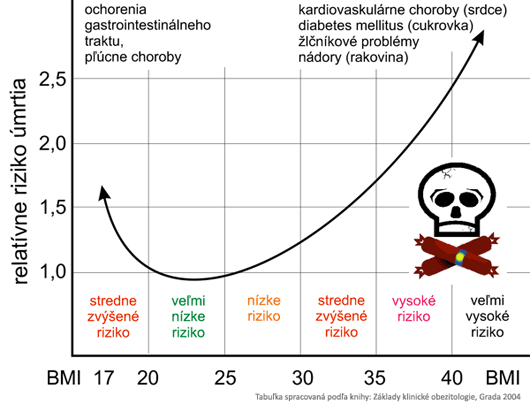 ochorenia
gastrointestinálneho
traktu,
pľúcne choroby
kardiovaskulárne choroby (srdce)
diabetes mellitus (cukrovka)
žlčníkové problémy
nádory (rakovina)
relatívne riziko úmrtia
2,5
2,0
1,5
1,0
stredne
zvýšené
riziko
veľmi
nízke
riziko
nízke
riziko
stredne
zvýšené
riziko
vysoké
riziko
veľmi
vysoké
riziko
BMI 17 20 25 30 35 40 BMI
Tabuľka spracovaná podľa knihy: Základy klinické obezitologie, Grada 2004